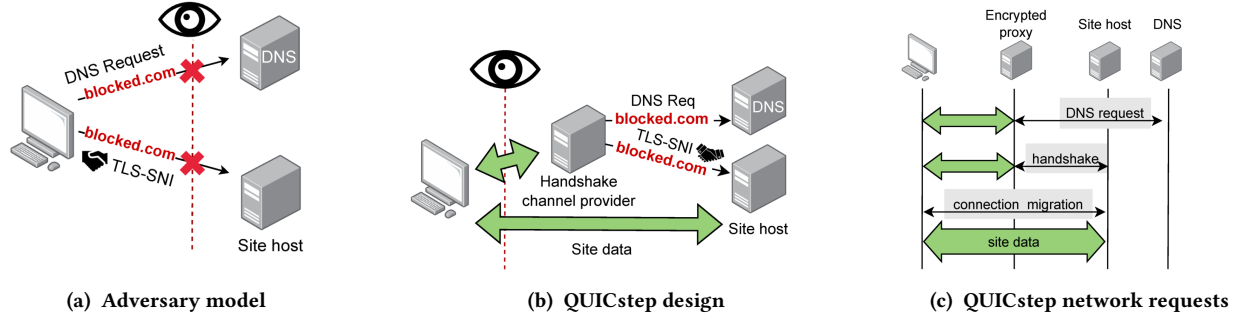 DNS Request
blocked.com
DNS
blocked.com
TLS-SNI
Site host
(a) Adversary model
DNS Req
blocked.com
DNS
TLS-SNI
blocked.com
Handshake
channel provider
Site host
Site data
(b) QUICstep design
Encrypted
proxy
Site host
DNS
DNS request
handshake
connection migration
site data
(c) QUICstep network requests